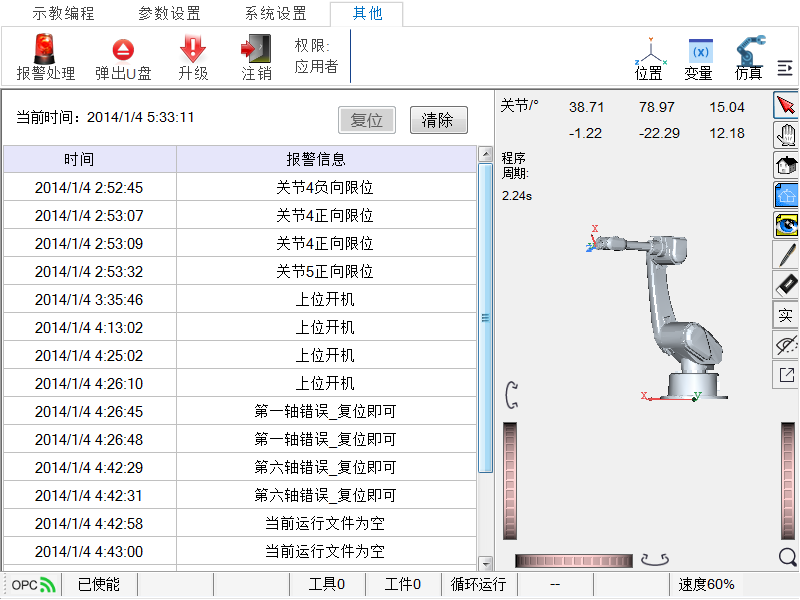 示教编程 参数设置 系统设置 其他
报警处理 弹出U盘 升级 注销 权限: 应用者 位置 (x) 变量 仿真
当前时间: 2014/1/4 5:33:11 复位 清除
时间 报警信息
2014/1/4 2:52:45 关节4负向限位
2014/1/4 2:53:07 关节4正向限位
2014/1/4 2:53:09 关节4正向限位
2014/1/4 2:53:32 关节5正向限位
2014/1/4 3:35:46 上位开机
2014/1/4 4:13:02 上位开机
2014/1/4 4:25:02 上位开机
2014/1/4 4:26:10 上位开机
2014/1/4 4:26:45 第一轴错误_复位即可
2014/1/4 4:26:48 第一轴错误_复位即可
2014/1/4 4:42:29 第六轴错误_复位即可
2014/1/4 4:42:31 第六轴错误_复位即可
2014/1/4 4:42:58 当前运行文件为空
2014/1/4 4:43:00 当前运行文件为空
关节/° 38.71 78.97 15.04
-1.22 -22.29 12.18
程序
周期:
2.24s
X
X Y
实
OPC 已使能 工具0 工件0 循环运行 -- 速度60%